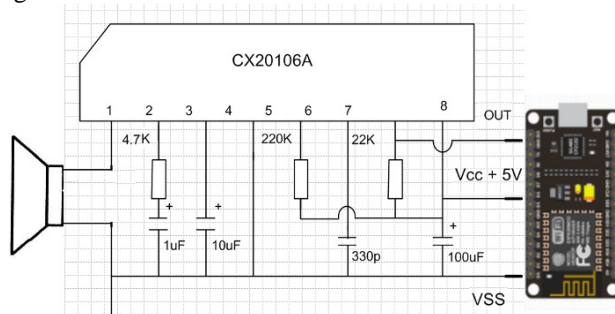 CX20106A
1 2 3 4 5 6 7 8
OUT
4.7K 220K 22K
Vcc + 5V
+ + +
1uF 10uF 330p 100uF
VSS